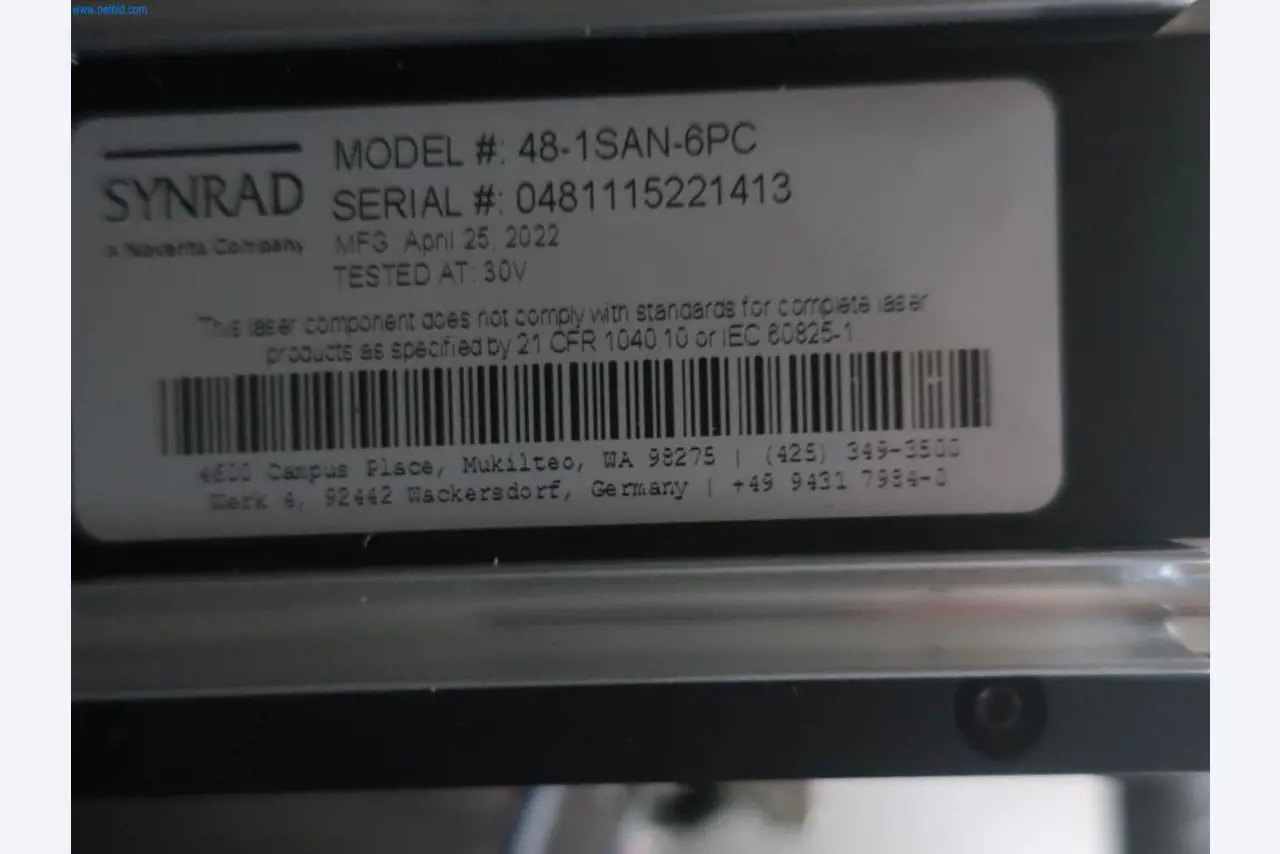 www.netbid.com
SYNRAD
A Novanta Company
MODEL #: 48-1SAN-6PC
SERIAL #: 0481115221413
MFG April 25, 2022
TESTED AT: 30V
This laser component does not comply with standards for complete laser
products as specified by 21 CFR 1040.10 or IEC 60825-1
4600 Campus Place, Mukilteo, WA 98275 | (425) 349-3500
Werk 4, 92442 Wackersdorf, Germany | +49 9431 7984-0